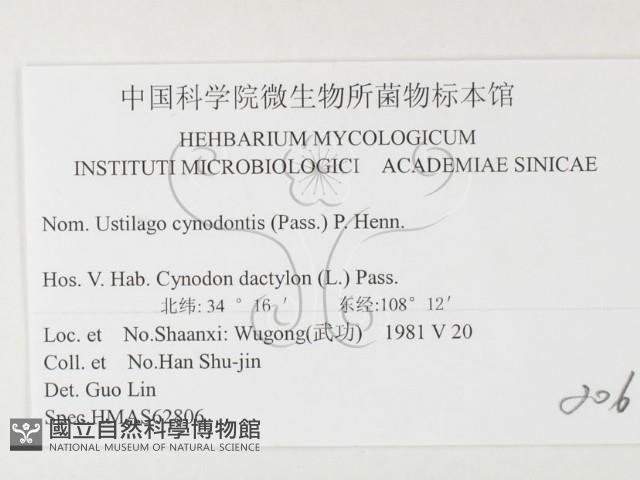 中国科学院微生物所菌物标本馆
HEHBARIUM MYCOLOGICUM
INSTITUTI MICROBIOLOGICI ACADEMIAE SINICAE
Nom. Ustilago cynodontis (Pass.) P. Henn.
Hos. V. Hab. Cynodon dactylon (L.) Pass.
北纬: 34 ° 16 ′ 东经:108° 12′
Loc. et No.Shaanxi: Wugong(武功) 1981 V 20
Coll. et No.Han Shu-jin
Det. Guo Lin
206
Spec.HMAS62806
國立自然科學博物館
NATIONAL MUSEUM OF NATURAL SCIENCE